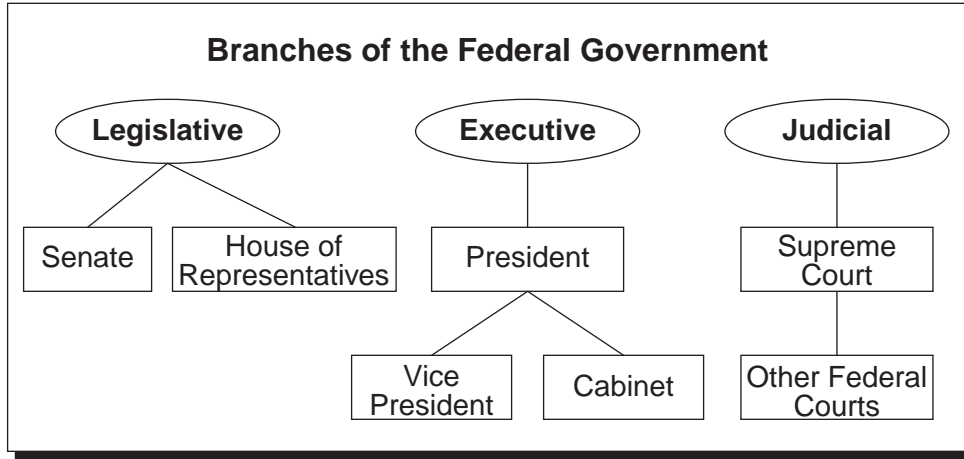 Branches of the Federal Government
Legislative
Executive
Judicial
Senate
House of
Representatives
President
Supreme
Court
Vice
President
Cabinet
Other Federal
Courts